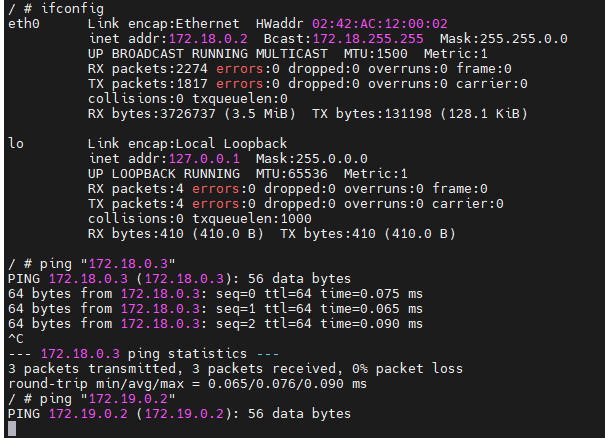 / # ifconfig
eth0      Link encap:Ethernet  HWaddr 02:42:AC:12:00:02
          inet addr:172.18.0.2  Bcast:172.18.255.255  Mask:255.255.0.0
          UP BROADCAST RUNNING MULTICAST  MTU:1500  Metric:1
          RX packets:2274 errors:0 dropped:0 overruns:0 frame:0
          TX packets:1817 errors:0 dropped:0 overruns:0 carrier:0
          collisions:0 txqueuelen:0
          RX bytes:3726737 (3.5 MiB)  TX bytes:131198 (128.1 KiB)

lo        Link encap:Local Loopback
          inet addr:127.0.0.1  Mask:255.0.0.0
          UP LOOPBACK RUNNING  MTU:65536  Metric:1
          RX packets:4 errors:0 dropped:0 overruns:0 frame:0
          TX packets:4 errors:0 dropped:0 overruns:0 carrier:0
          collisions:0 txqueuelen:1000
          RX bytes:410 (410.0 B)  TX bytes:410 (410.0 B)

/ # ping "172.18.0.3"
PING 172.18.0.3 (172.18.0.3): 56 data bytes
64 bytes from 172.18.0.3: seq=0 ttl=64 time=0.075 ms
64 bytes from 172.18.0.3: seq=1 ttl=64 time=0.065 ms
64 bytes from 172.18.0.3: seq=2 ttl=64 time=0.090 ms
^C
--- 172.18.0.3 ping statistics ---
3 packets transmitted, 3 packets received, 0% packet loss
round-trip min/avg/max = 0.065/0.076/0.090 ms
/ # ping "172.19.0.2"
PING 172.19.0.2 (172.19.0.2): 56 data bytes